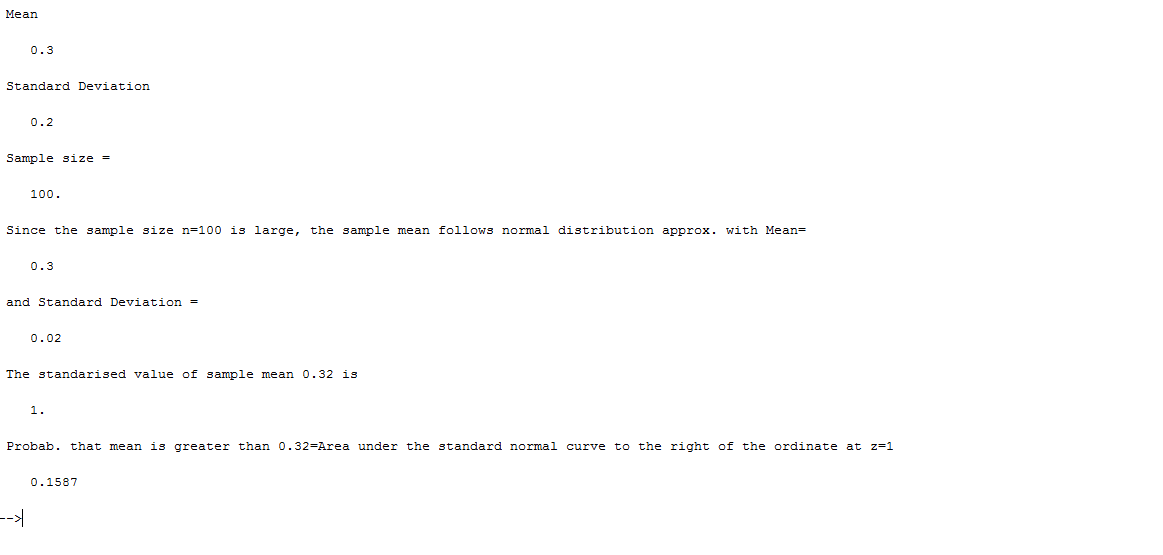 Mean
0.3
Standard Deviation
0.2
Sample size =
100.
Since the sample size n=100 is large, the sample mean follows normal distribution approx. with Mean=
0.3
and Standard Deviation =
0.02
The standarised value of sample mean 0.32 is
1.
Probab. that mean is greater than 0.32=Area under the standard normal curve to the right of the ordinate at z=1
0.1587
-->